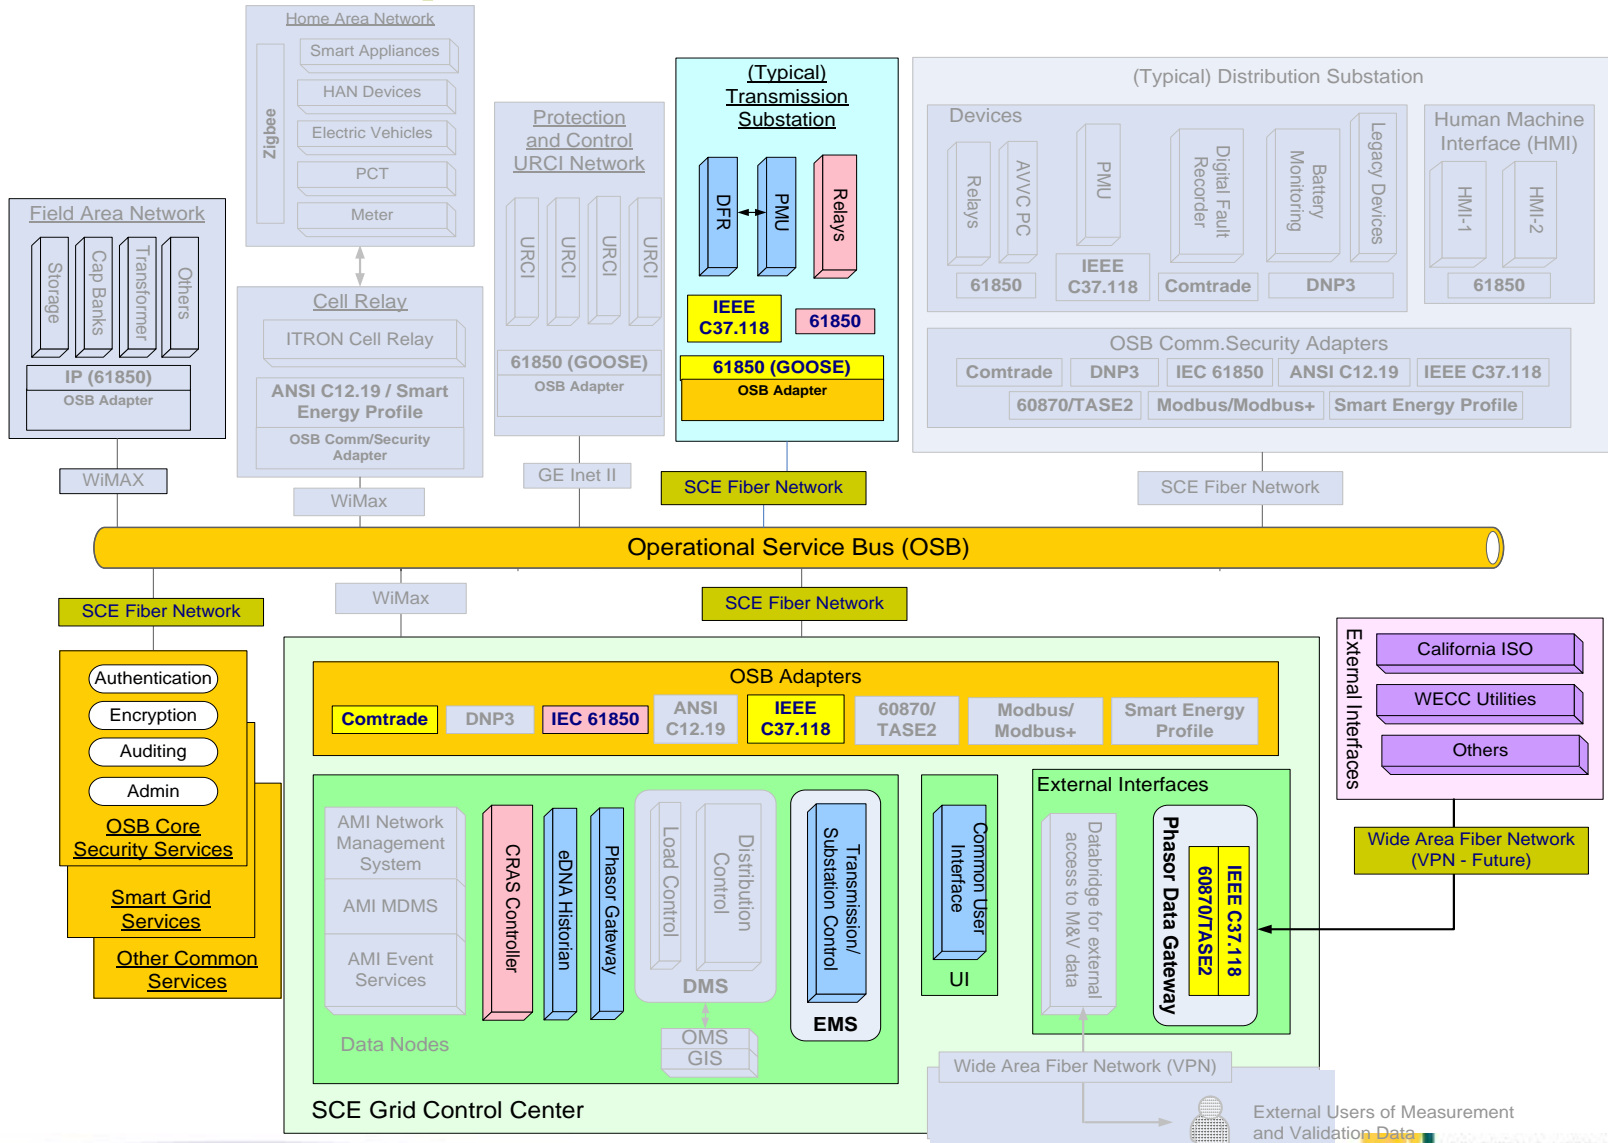 Home Area Network
Zigbee
Smart Appliances
HAN Devices
Electric Vehicles
PCT
Meter
Field Area Network
Storage
Cap Banks
Transformer
Others
IP (61850)
OSB Adapter
WiMAX
Cell Relay
ITRON Cell Relay
ANSI C12.19 / Smart
Energy Profile
OSB Comm/Security
Adapter
WiMax
Protection
and Control
URCI Network
URCI
URCI
URCI
URCI
61850 (GOOSE)
OSB Adapter
GE Inet II
(Typical)
Transmission
Substation
DFR
PMU
Relays
IEEE
C37.118
61850
61850 (GOOSE)
OSB Adapter
SCE Fiber Network
(Typical) Distribution Substation
Devices
Relays
AVVC PC
PMU
Digital Fault
Recorder
Battery
Monitoring
Legacy Devices
61850
IEEE
C37.118
Comtrade
DNP3
Human Machine
Interface (HMI)
HMI-1
HMI-2
61850
OSB Comm.Security Adapters
Comtrade
DNP3
IEC 61850
ANSI C12.19
IEEE C37.118
60870/TASE2
Modbus/Modbus+
Smart Energy Profile
SCE Fiber Network
Operational Service Bus (OSB)
SCE Fiber Network
WiMax
SCE Fiber Network
Authentication
Encryption
Auditing
Admin
OSB Core
Security Services
Smart Grid
Services
Other Common
Services
OSB Adapters
Comtrade
DNP3
IEC 61850
ANSI
C12.19
IEEE
C37.118
60870/
TASE2
Modbus/
Modbus+
Smart Energy
Profile
AMI Network
Management
System
AMI MDMS
AMI Event
Services
Data Nodes
CRAS Controller
eDNA Historian
Phasor Gateway
Load Control
Distribution
Control
DMS
OMS
GIS
Transmission/
Substation Control
EMS
Common User
Interface
UI
External Interfaces
Databridge for external
access to M&V data
Phasor Data Gateway
IEEE C37.118
60870/TASE2
SCE Grid Control Center
External Interfaces
California ISO
WECC Utilities
Others
Wide Area Fiber Network
(VPN - Future)
Wide Area Fiber Network (VPN)
External Users of Measurement
and Validation Data